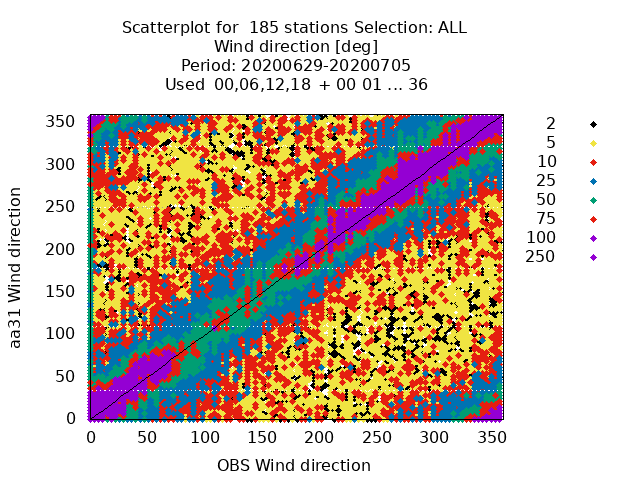 Scatterplot for 185 stations Selection: ALL
Wind direction [deg]
Period: 20200629-20200705
Used 00,06,12,18 + 00 01 ... 36
aa31 Wind direction
350
300
250
200
150
100
50
0
0 50 100 150 200 250 300 350
OBS Wind direction
2
5
10
25
50
75
100
250